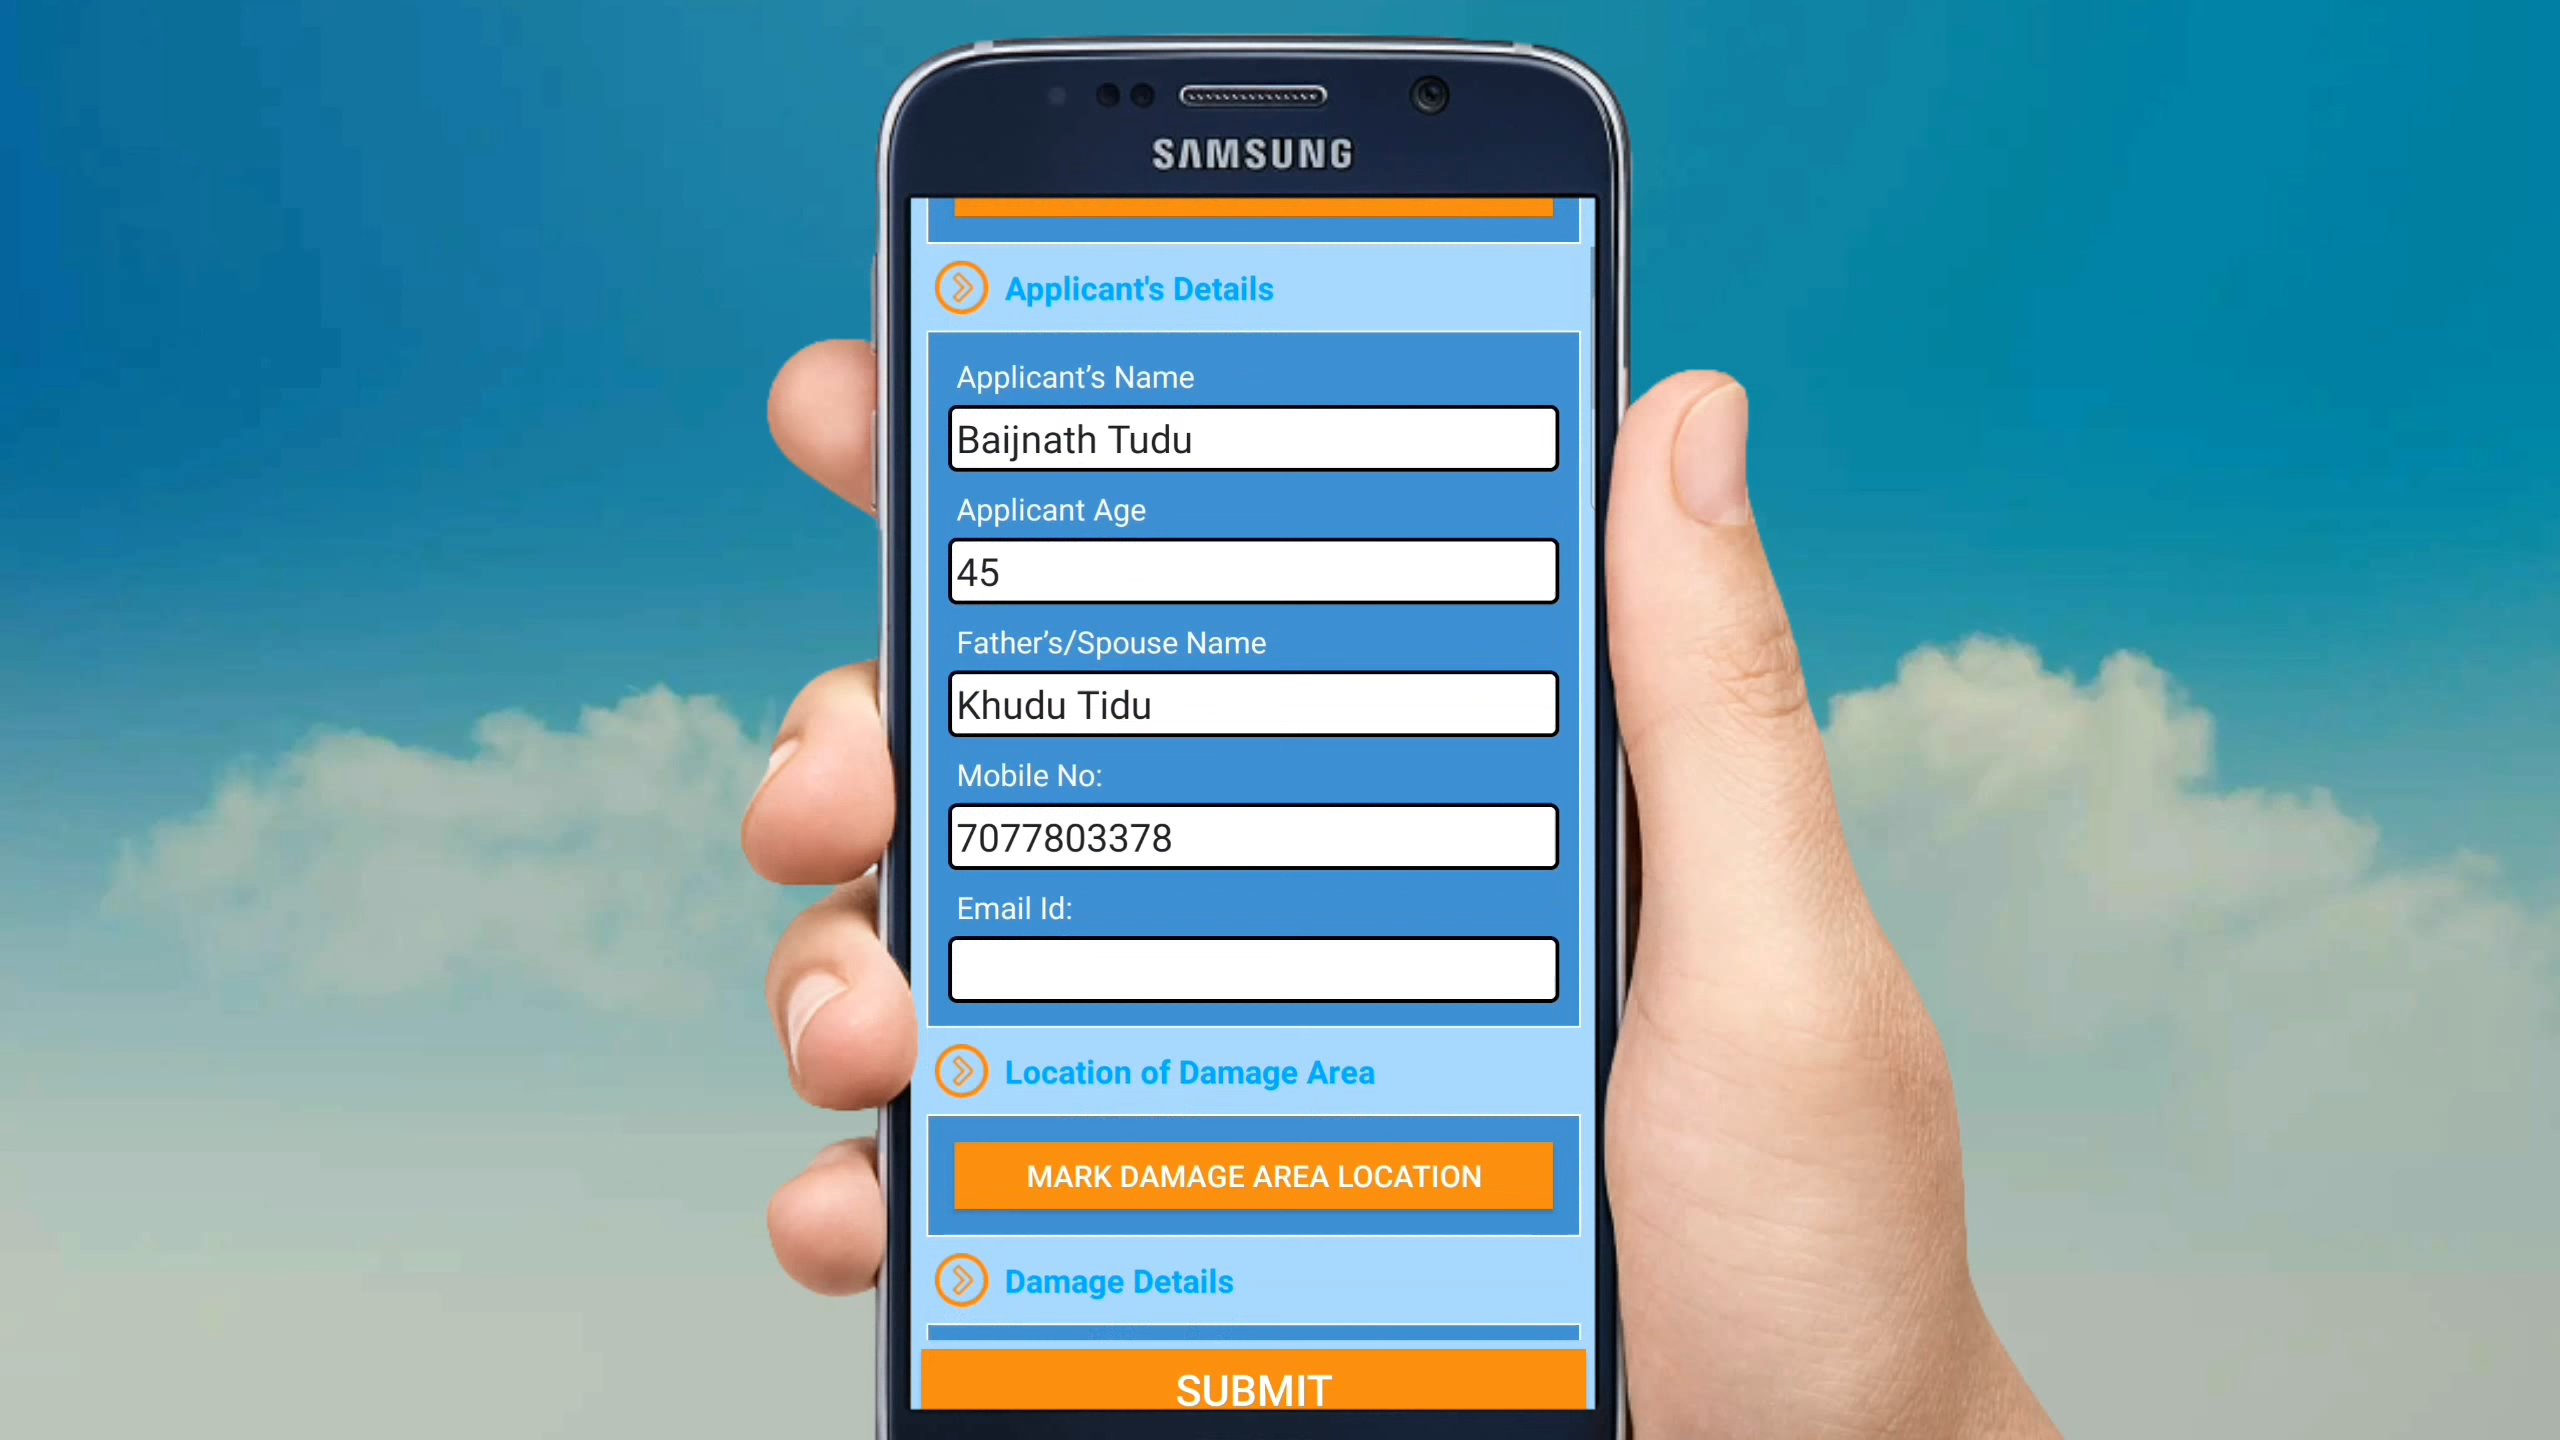 SAMSUNG
Applicant's Details
Applicant’s Name
Baijnath Tudu
Applicant Age
45
Father’s/Spouse Name
Khudu Tidu
Mobile No:
7077803378
Email Id:
Location of Damage Area
MARK DAMAGE AREA LOCATION
Damage Details
SUBMIT